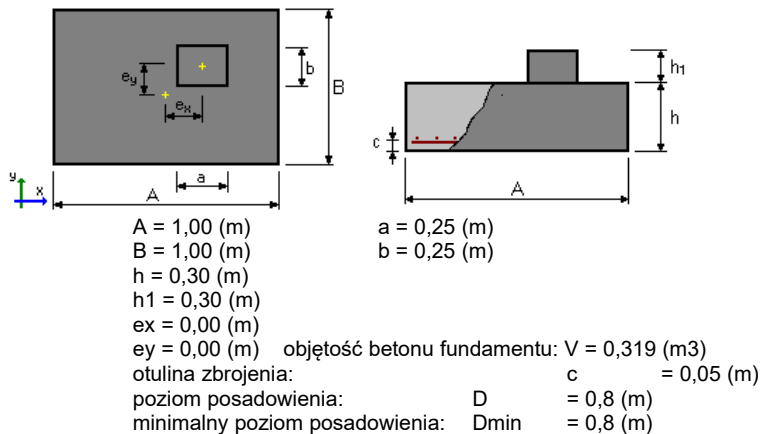 ey
ex
b
B
a
A
y
x
h1
h
c
A
A = 1,00 (m) a = 0,25 (m)
B = 1,00 (m) b = 0,25 (m)
h = 0,30 (m)
h1 = 0,30 (m)
ex = 0,00 (m)
ey = 0,00 (m) objętość betonu fundamentu: V = 0,319 (m3)
otulina zbrojenia: c = 0,05 (m)
poziom posadowienia: D = 0,8 (m)
minimalny poziom posadowienia: Dmin = 0,8 (m)